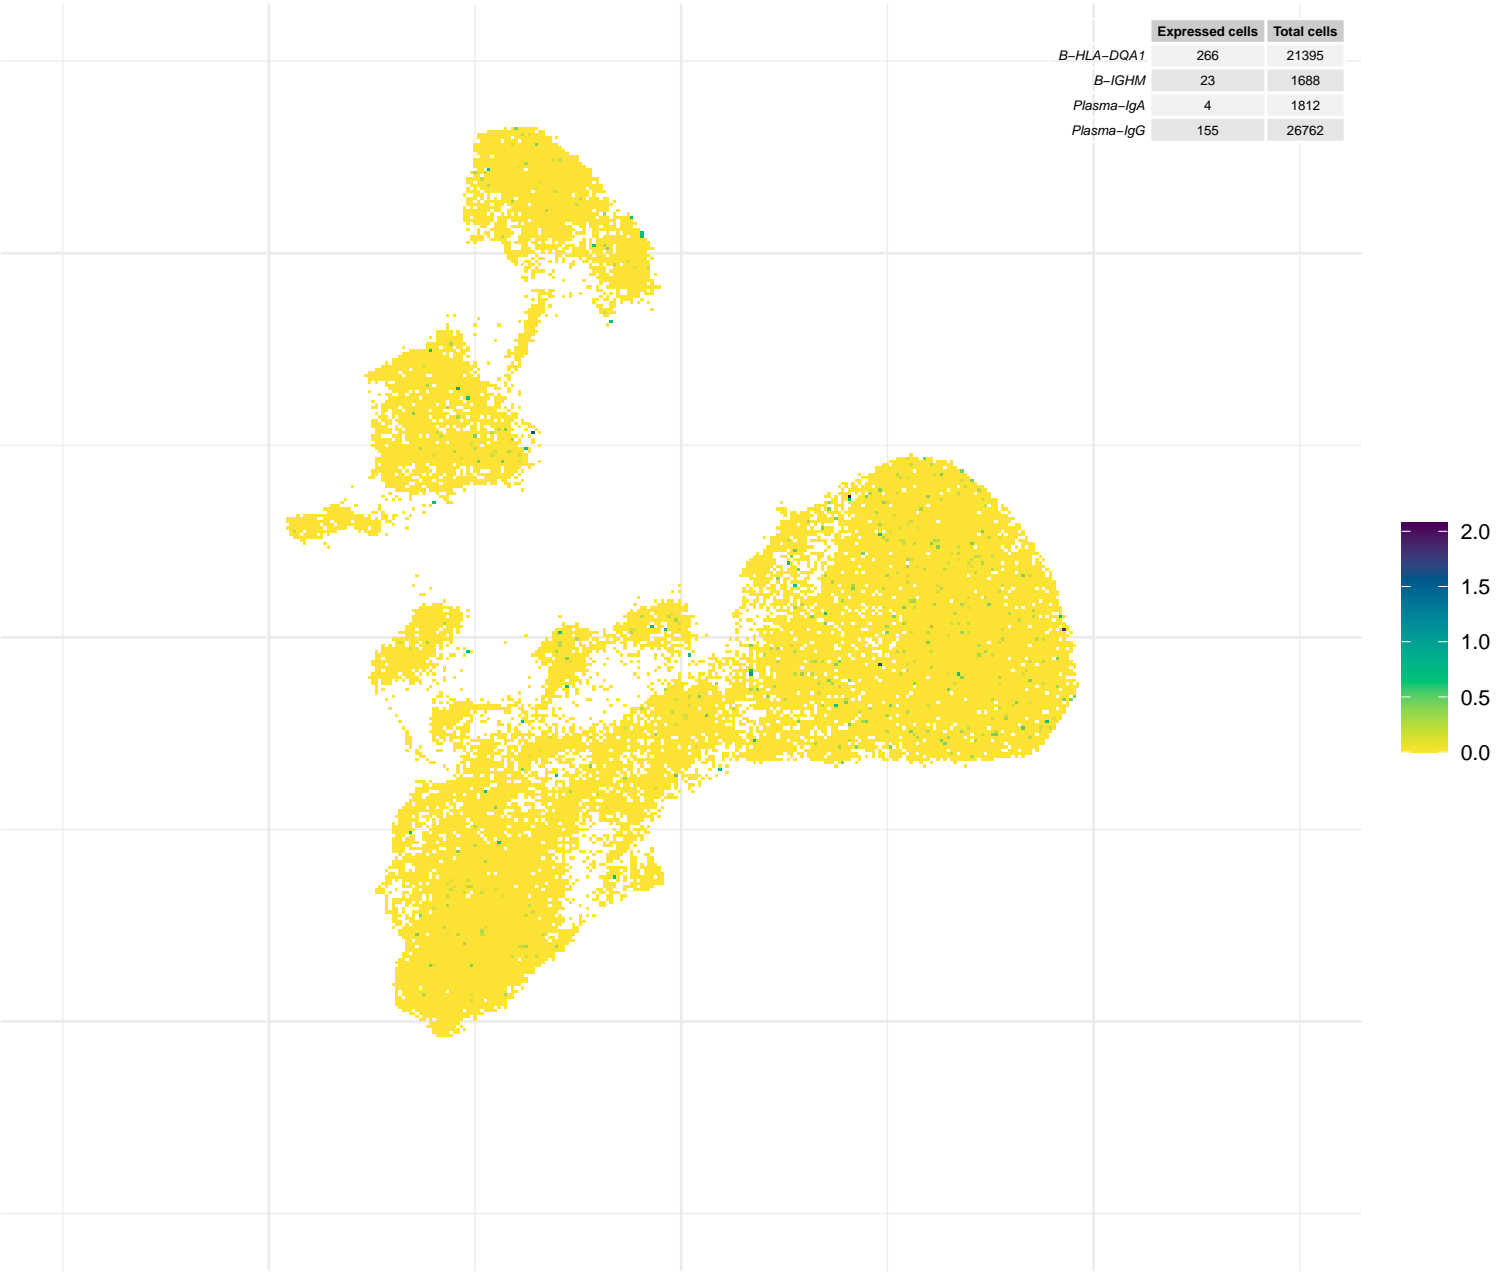 Expressed cells Total cells
B−HLA−DQA1 266 21395
B−IGHM 23 1688
Plasma−IgA 4 1812
Plasma−IgG 155 26762
2.0
1.5
1.0
0.5
0.0